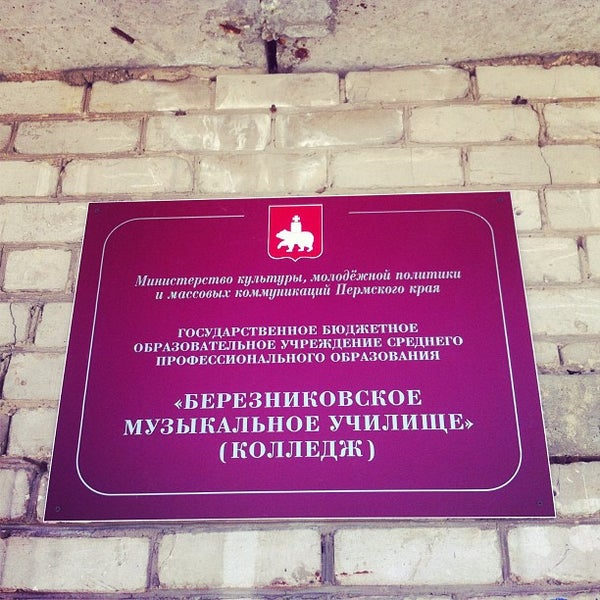 Министерство культуры, молодёжной политики
и массовых коммуникаций Пермского края
ГОСУДАРСТВЕННОЕ БЮДЖЕТНОЕ
ОБРАЗОВАТЕЛЬНОЕ УЧРЕЖДЕНИЕ СРЕДНЕГО
ПРОФЕССИОНАЛЬНОГО ОБРАЗОВАНИЯ
«БЕРЕЗНИКОВСКОЕ
МУЗЫКАЛЬНОЕ УЧИЛИЩЕ»
(КОЛЛЕДЖ)